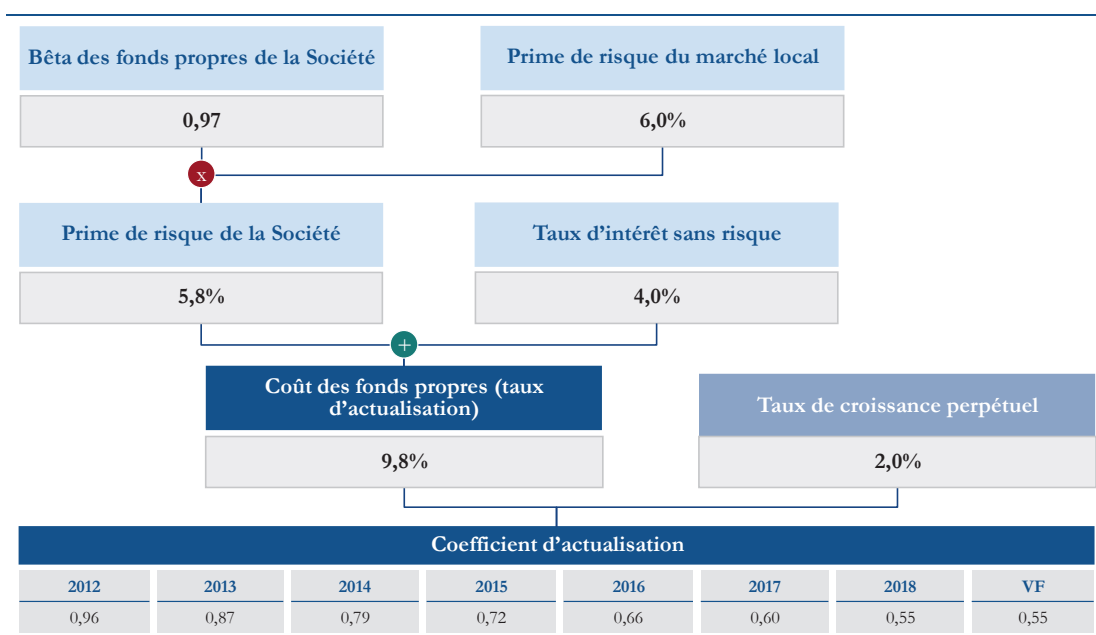 Bêta des fonds propres de la Société
Prime de risque du marché local
0,97
6,0%
x
Prime de risque de la Société
Taux d'intérêt sans risque
5,8%
4,0%
+
Coût des fonds propres (taux
d'actualisation)
Taux de croissance perpétuel
9,8%
2,0%
Coefficient d'actualisation
2012 2013 2014 2015 2016 2017 2018 VF
0,96 0,87 0,79 0,72 0,66 0,60 0,55 0,55